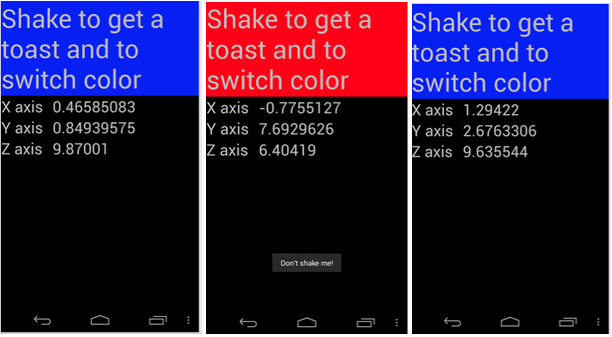 Shake to get a
toast and to
switch color
X axis 0.46585083
Y axis 0.84939575
Z axis 9.87001
Shake to get a
toast and to
switch color
X axis -0.7755127
Y axis 7.6929626
Z axis 6.40419
Don't shake me!
Shake to get a
toast and to
switch color
X axis 1.29422
Y axis 2.6763306
Z axis 9.635544